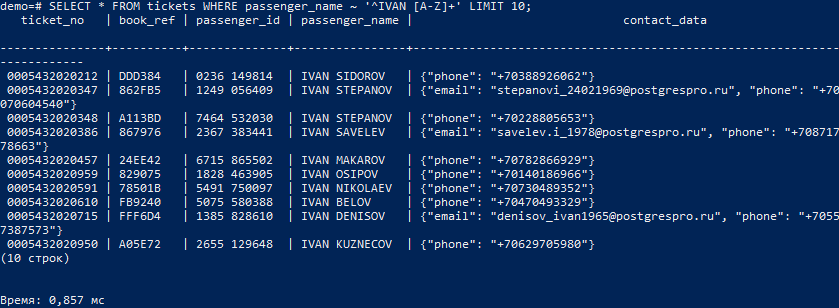 demo=# SELECT * FROM tickets WHERE passenger_name ~ '^IVAN [A-Z]+' LIMIT 10;
   ticket_no   | book_ref | passenger_id | passenger_name |                           contact_data
---------------+----------+--------------+----------------+------------------------------------------------------
-------------
 0005432020212 | DDD384   | 0236 149814  | IVAN SIDOROV   | {"phone": "+70388926062"}
 0005432020347 | 862FB5   | 1249 056409  | IVAN STEPANOV  | {"email": "stepanovi_24021969@postgrespro.ru", "phone": "+70
070604540"}
 0005432020348 | A113BD   | 7464 532030  | IVAN STEPANOV  | {"phone": "+70228805653"}
 0005432020386 | 867976   | 2367 383441  | IVAN SAVELEV   | {"email": "savelev.i_1978@postgrespro.ru", "phone": "+708717
78663"}
 0005432020457 | 24EE42   | 6715 865502  | IVAN MAKAROV   | {"phone": "+70782866929"}
 0005432020959 | 829075   | 1828 463905  | IVAN OSIPOV    | {"phone": "+70140186966"}
 0005432020591 | 78501B   | 5491 750097  | IVAN NIKOLAEV  | {"phone": "+70730489352"}
 0005432020610 | FB9240   | 5075 580388  | IVAN BELOV     | {"phone": "+70470493329"}
 0005432020715 | FFF6D4   | 1385 828610  | IVAN DENISOV   | {"email": "denisov_ivan1965@postgrespro.ru", "phone": "+7055
7387573"}
 0005432020950 | A05E72   | 2655 129648  | IVAN KUZNECOV  | {"phone": "+70629705980"}
(10 строк)
Время: 0,857 мс